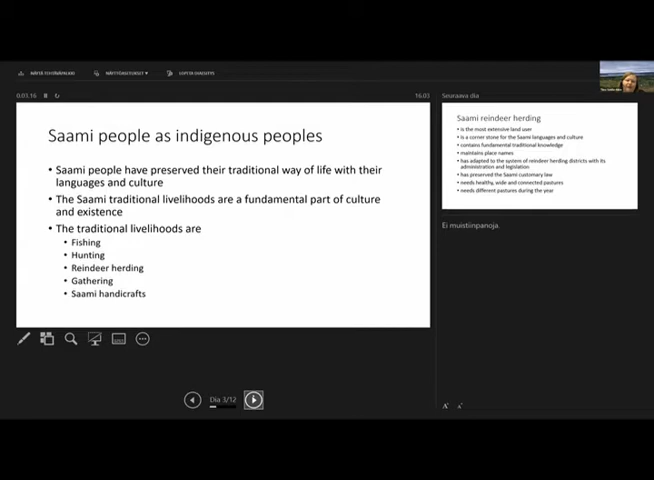 NÄYTÄ TEHTÄVÄPALKKI
NÄYTTÖASETUKSET ▾
LOPETA DIAESITYS
0.03.16
16.03
Seuraava dia
Saami people as indigenous peoples
• Saami people have preserved their traditional way of life with their
languages and culture
• The Saami traditional livelihoods are a fundamental part of culture
and existence
• The traditional livelihoods are
• Fishing
• Hunting
• Reindeer herding
• Gathering
• Saami handicrafts
Dia 3/12
Saami reindeer herding
• is the most extensive land user
• is a corner stone for the Saami languages and culture
• contains fundamental traditional knowledge
• maintains place names
• has adapted to the system of reindeer herding districts with its
administration and legislation
• has preserved the Saami customary law
• needs healthy, wide and connected pastures
• needs different pastures during the year
Ei muistiinpanoja.
A A